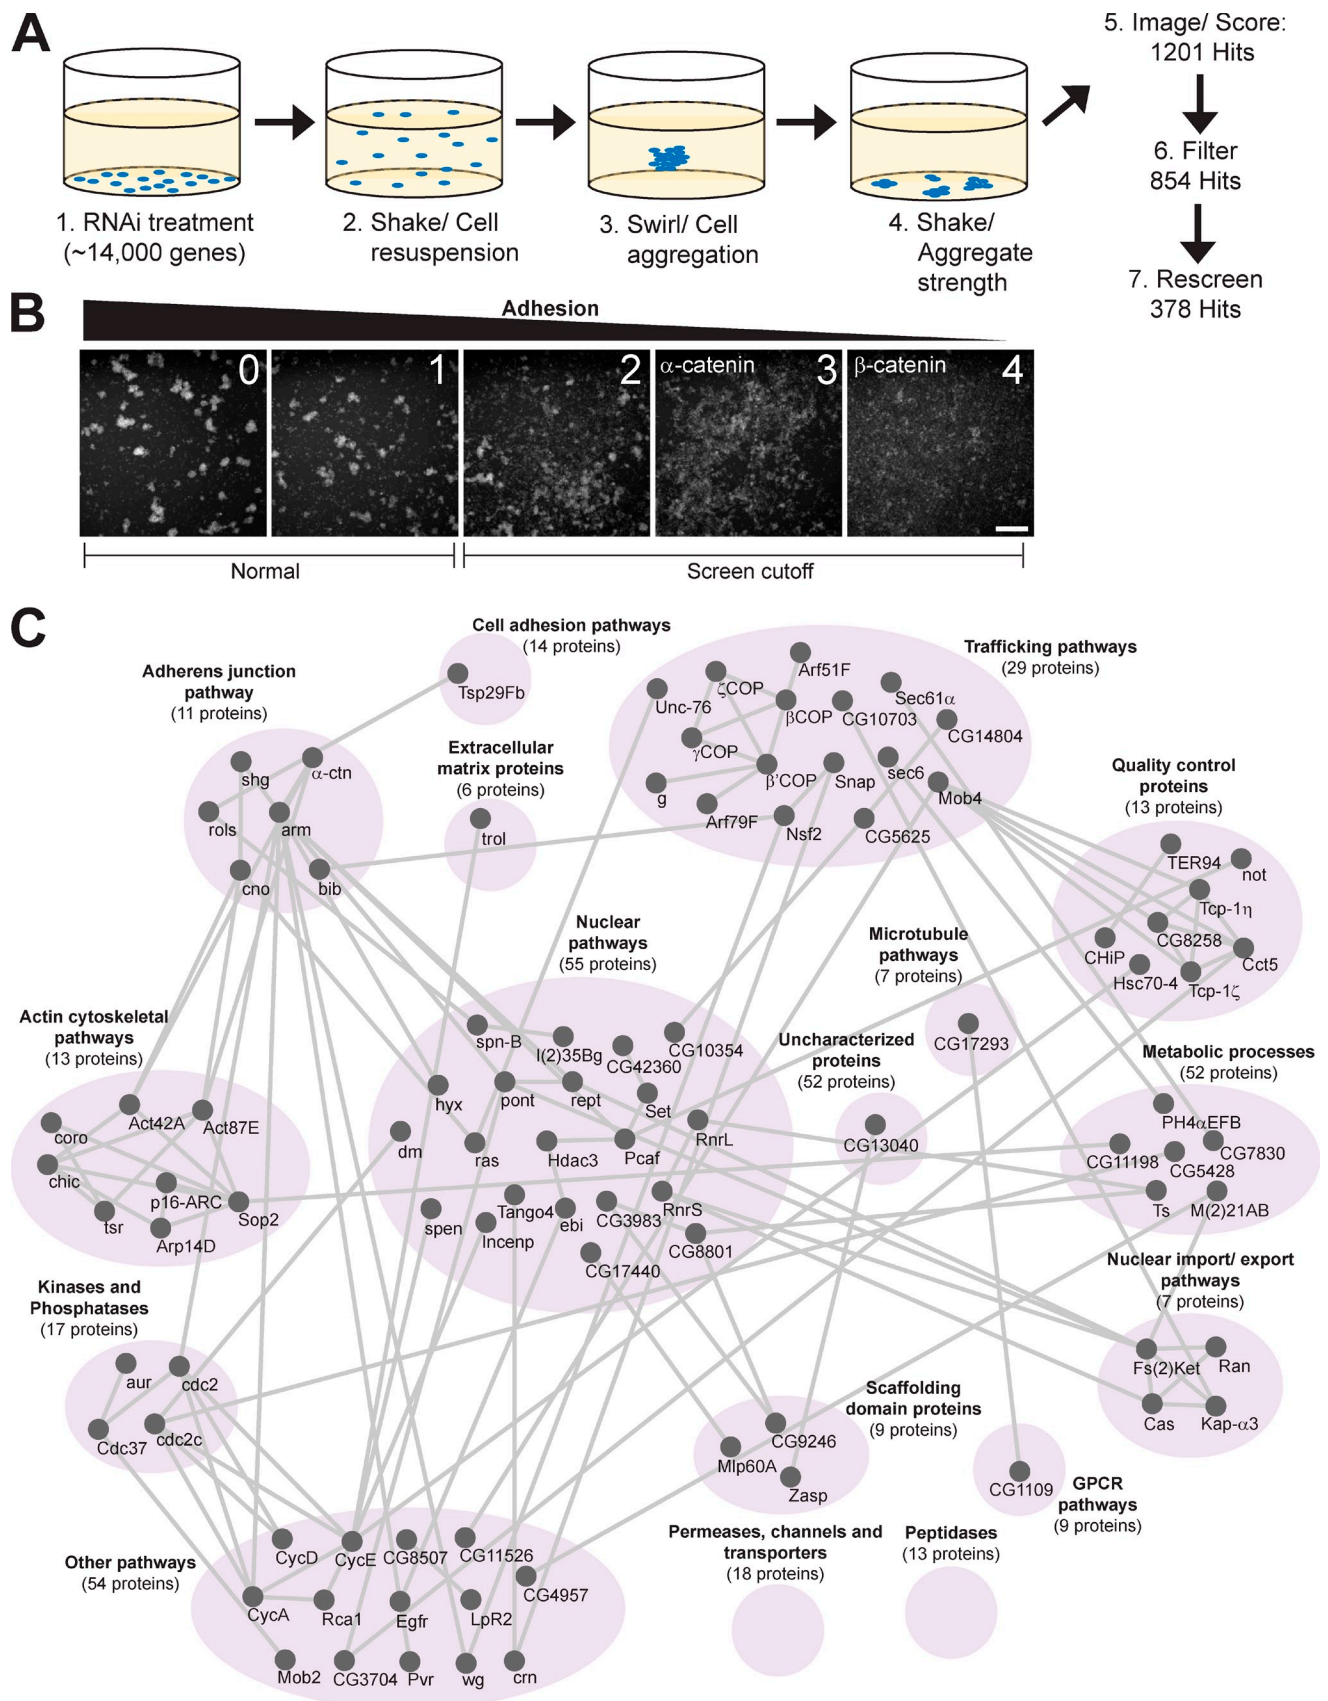 A
1. RNAi treatment
(~14,000 genes)
2. Shake/ Cell
resuspension
3. Swirl/ Cell
aggregation
4. Shake/
Aggregate
strength
5. Image/ Score:
1201 Hits
6. Filter
854 Hits
7. Rescreen
378 Hits
B
Adhesion
0
1
2
α-catenin 3
β-catenin 4
Normal
Screen cutoff
C
Cell adhesion pathways
(14 proteins)
Tsp29Fb
Adherens junction
pathway
(11 proteins)
shg
α-ctn
rols
arm
cno
bib
Extracellular
matrix proteins
(6 proteins)
trol
Trafficking pathways
(29 proteins)
Arf51F
ζCOP
Unc-76
Sec61α
βCOP
CG10703
CG14804
γCOP
β'COP
Snap
sec6
g
Mob4
Arf79F
Nsf2
CG5625
Quality control
proteins
(13 proteins)
TER94
not
Tcp-1η
CG8258
CHiP
Cct5
Hsc70-4
Tcp-1ζ
Nuclear
pathways
(55 proteins)
spn-B
l(2)35Bg
CG42360
CG10354
hyx
pont
rept
Set
RnrL
dm
ras
Hdac3
Pcaf
Tango4
RnrS
spen
Incenp
ebi
CG3983
CG8801
CG17440
Microtubule
pathways
(7 proteins)
CG17293
Uncharacterized
proteins
(52 proteins)
CG13040
Metabolic processes
(52 proteins)
PH4αEFB
CG7830
CG11198
CG5428
Ts
M(2)21AB
Actin cytoskeletal
pathways
(13 proteins)
coro
Act42A
Act87E
chic
p16-ARC
tsr
Sop2
Arp14D
Nuclear import/ export
pathways
(7 proteins)
Fs(2)Ket
Ran
Cas
Kap-α3
Kinases and
Phosphatases
(17 proteins)
aur
cdc2
Cdc37
cdc2c
Scaffolding
domain proteins
(9 proteins)
CG9246
Mlp60A
Zasp
CG1109
GPCR
pathways
(9 proteins)
Other pathways
(54 proteins)
CycD
CycE
CG8507
CG11526
CG4957
CycA
Rca1
Egfr
LpR2
Mob2
CG3704
Pvr
wg
crn
Permeases, channels and
transporters
(18 proteins)
Peptidases
(13 proteins)